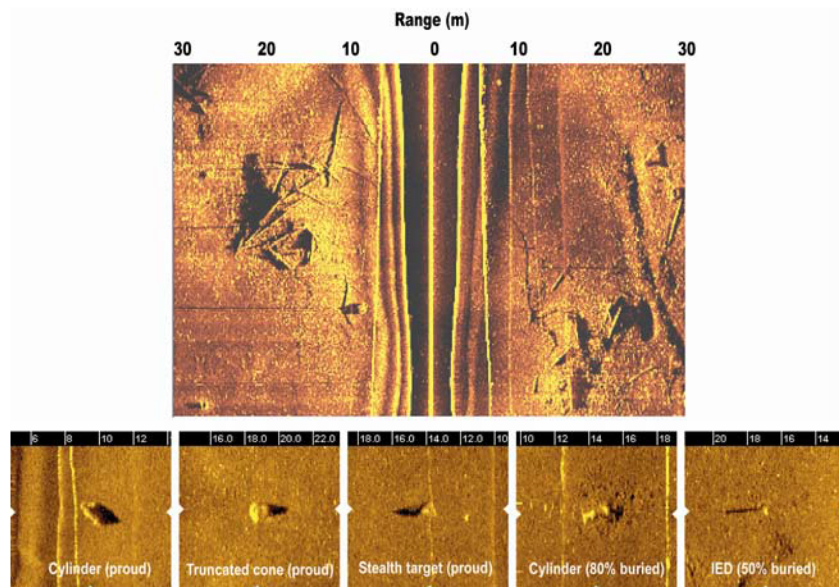 Range (m)
30 20 10 0 10 20 30
6 8 10 12
16.0 18.0 20.0 22.0
18.0 16.0 14.0 12.0 10
10 12 14 16 18
20 18 16 14
Cylinder (proud)
Truncated cone (proud)
Stealth target (proud)
Cylinder (80% buried)
IED (50% buried)